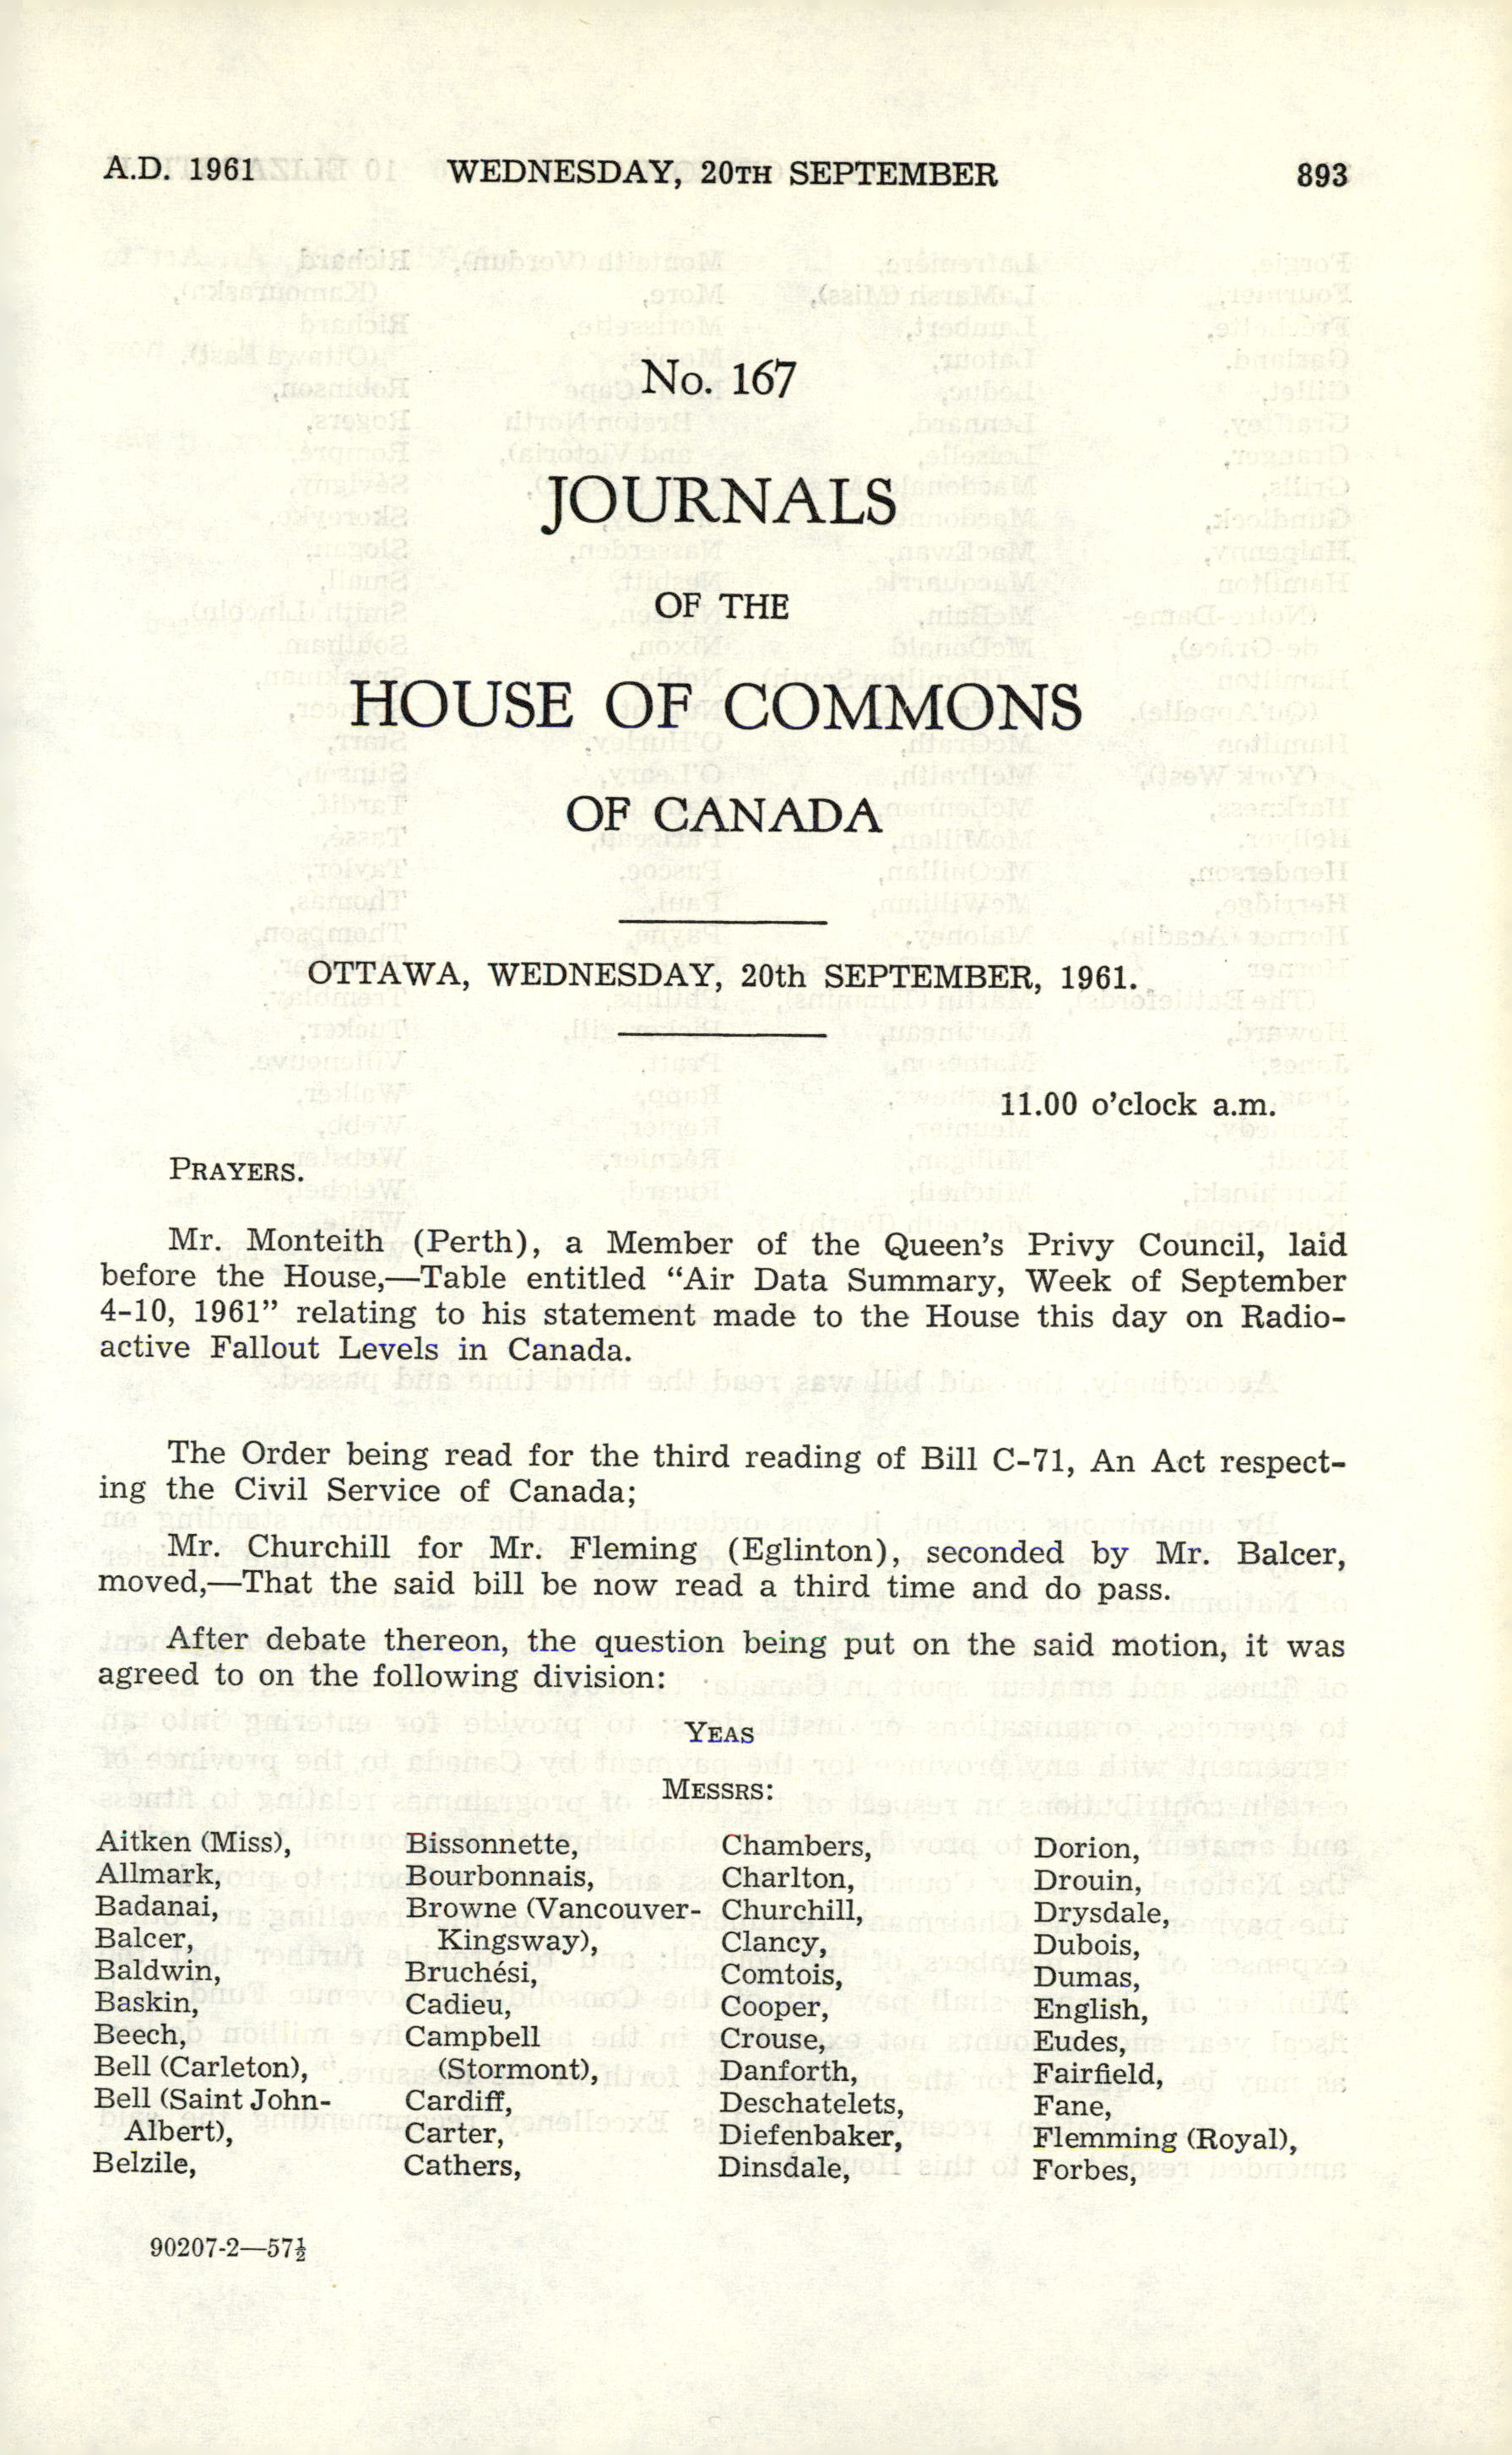 A.D. 1961 WEDNESDAY, 20TH SEPTEMBER 893
No. 167
JOURNALS
OF THE
HOUSE OF COMMONS
OF CANADA
OTTAWA, WEDNESDAY, 20th SEPTEMBER, 1961.
11.00 o'clock a.m.
PRAYERS.
Mr. Monteith (Perth), a Member of the Queen's Privy Council, laid
before the House,—Table entitled "Air Data Summary, Week of September
4-10, 1961" relating to his statement made to the House this day on Radio-
active Fallout Levels in Canada.
The Order being read for the third reading of Bill C-71, An Act respect-
ing the Civil Service of Canada;
Mr. Churchill for Mr. Fleming (Eglinton), seconded by Mr. Balcer,
moved,—That the said bill be now read a third time and do pass.
After debate thereon, the question being put on the said motion, it was
agreed to on the following division:
YEAS
MESSRS:
Aitken (Miss),
Allmark,
Badanai,
Balcer,
Baldwin,
Baskin,
Beech,
Bell (Carleton),
Bell (Saint John-
Albert),
Belzile,
Bissonnette,
Bourbonnais,
Browne (Vancouver-
Kingsway),
Bruchési,
Cadieu,
Campbell
(Stormont),
Cardiff,
Carter,
Cathers,
Chambers,
Charlton,
Churchill,
Clancy,
Comtois,
Cooper,
Crouse,
Danforth,
Deschatelets,
Diefenbaker,
Dinsdale,
Dorion,
Drouin,
Drysdale,
Dubois,
Dumas,
English,
Eudes,
Fairfield,
Fane,
Flemming (Royal),
Forbes,
90207-2—57½